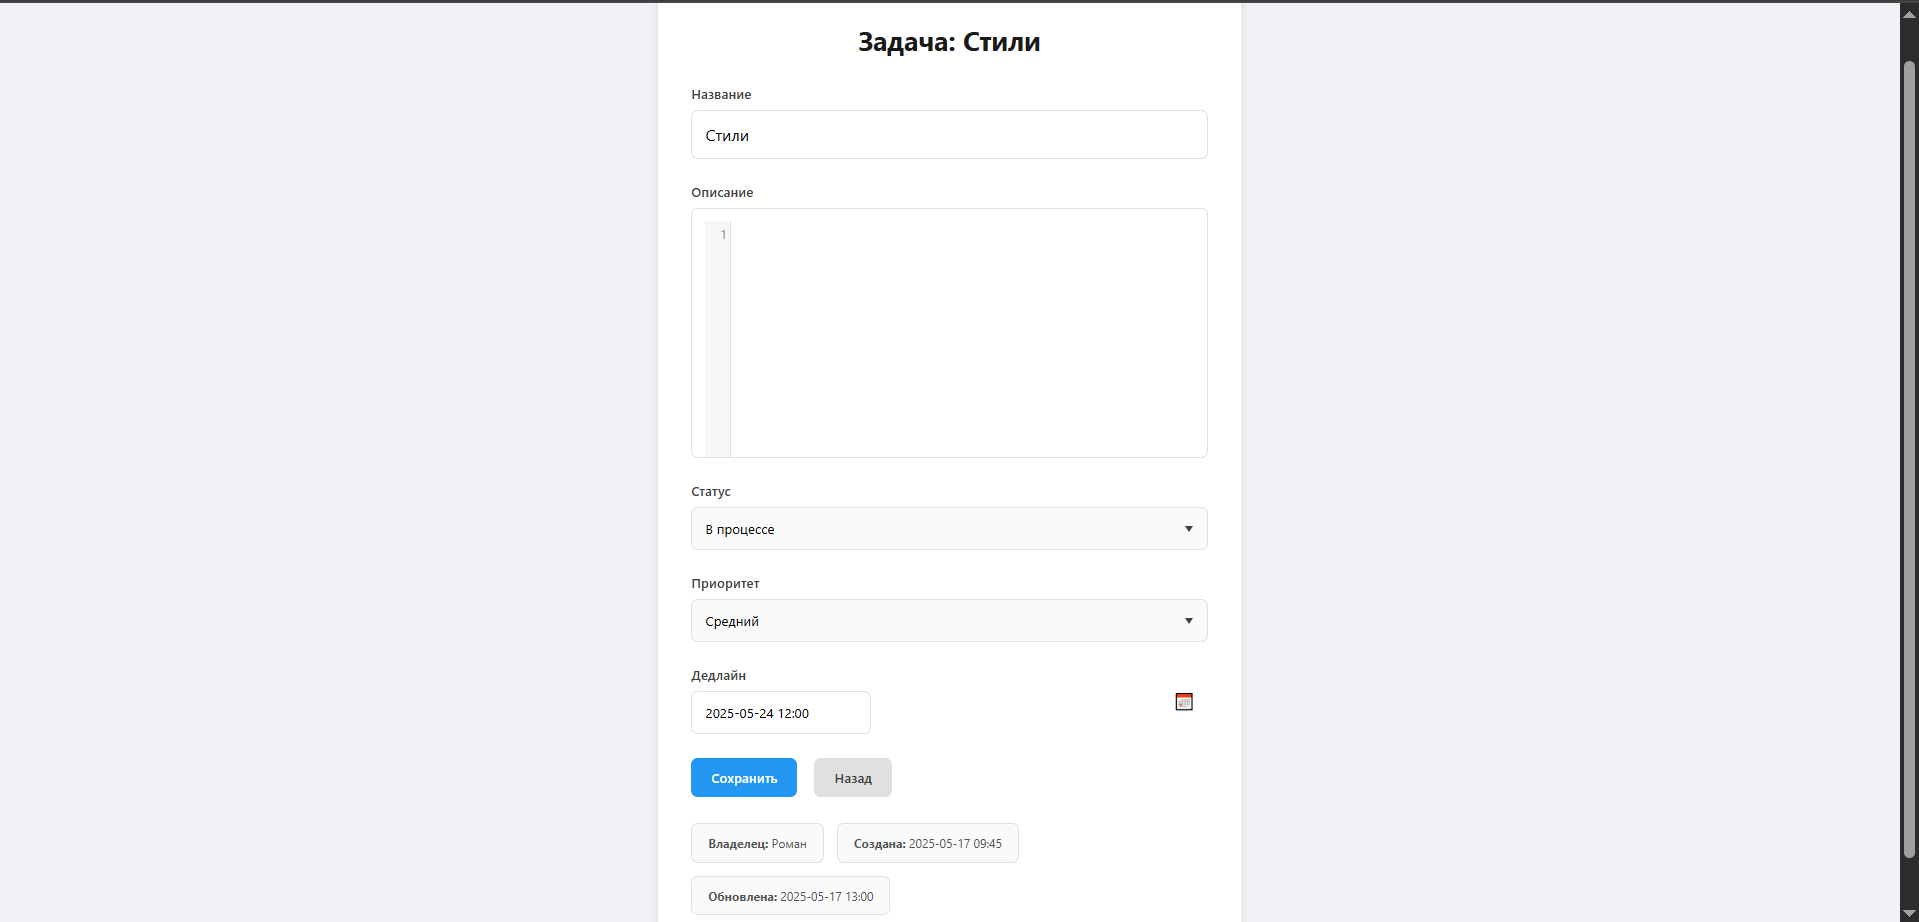 Задача: Стили
Название
Стили
Описание
1
Статус
В процессе
Приоритет
Средний
Дедлайн
2025-05-24 12:00
Сохранить Назад
Владелец: Роман Создана: 2025-05-17 09:45
Обновлена: 2025-05-17 13:00